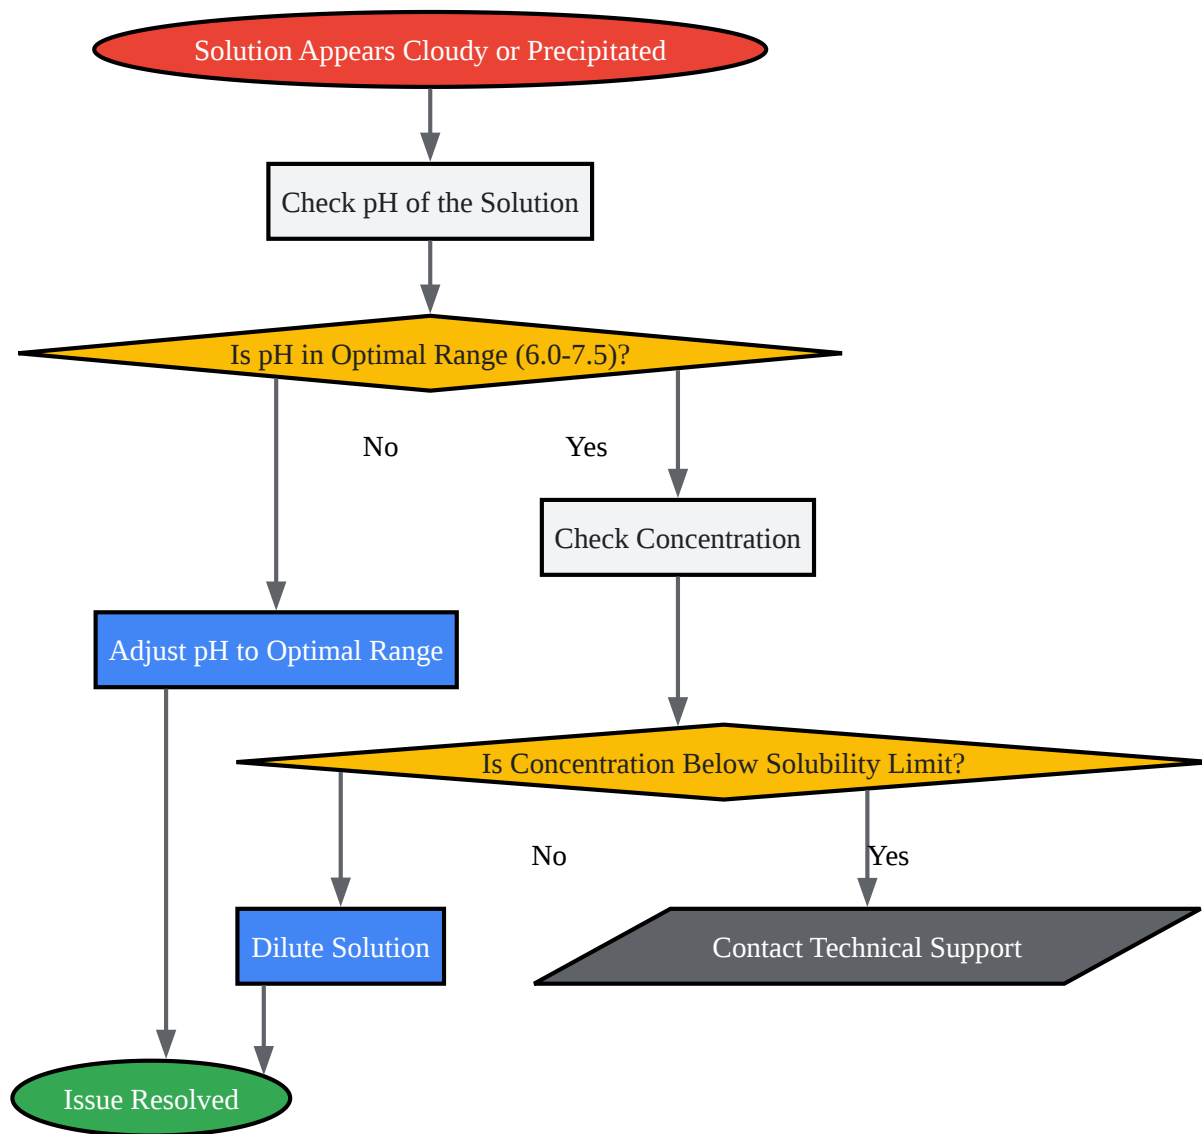 Solution Appears Cloudy or Precipitated
Check pH of the Solution
Is pH in Optimal Range (6.0-7.5)?
No
Yes
Check Concentration
Adjust pH to Optimal Range
Is Concentration Below Solubility Limit?
No
Yes
Dilute Solution
Contact Technical Support
Issue Resolved